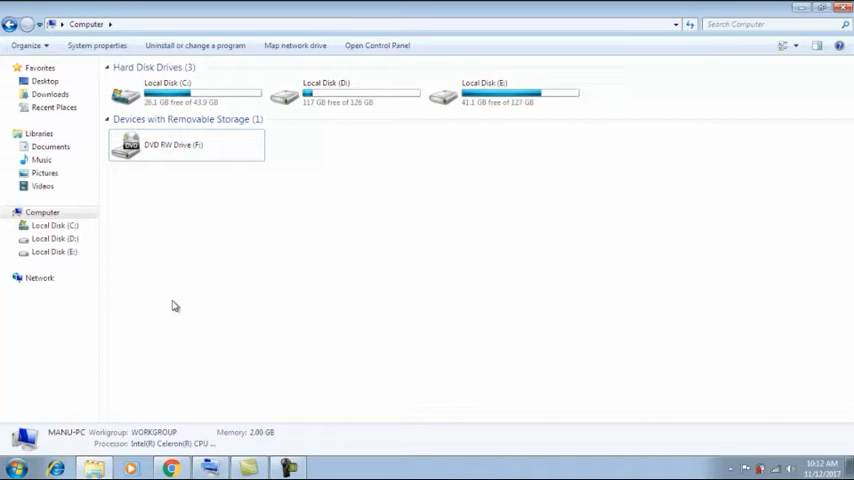 Computer
Search Computer
Organize System properties Uninstall or change a program Map network drive Open Control Panel
Favorites
Desktop
Downloads
Recent Places
Libraries
Documents
Music
Pictures
Videos
Computer
Local Disk (C:)
Local Disk (D:)
Local Disk (E:)
Network
Hard Disk Drives (3)
Local Disk (C:)
26.1 GB free of 43.9 GB
Local Disk (D:)
117 GB free of 126 GB
Local Disk (E:)
41.1 GB free of 127 GB
Devices with Removable Storage (1)
DVD
DVD RW Drive (F:)
MANU-PC Workgroup: WORKGROUP Memory: 2.00 GB
Processor: Intel(R) Celeron(R) CPU ...
10:12 AM
11/12/2017